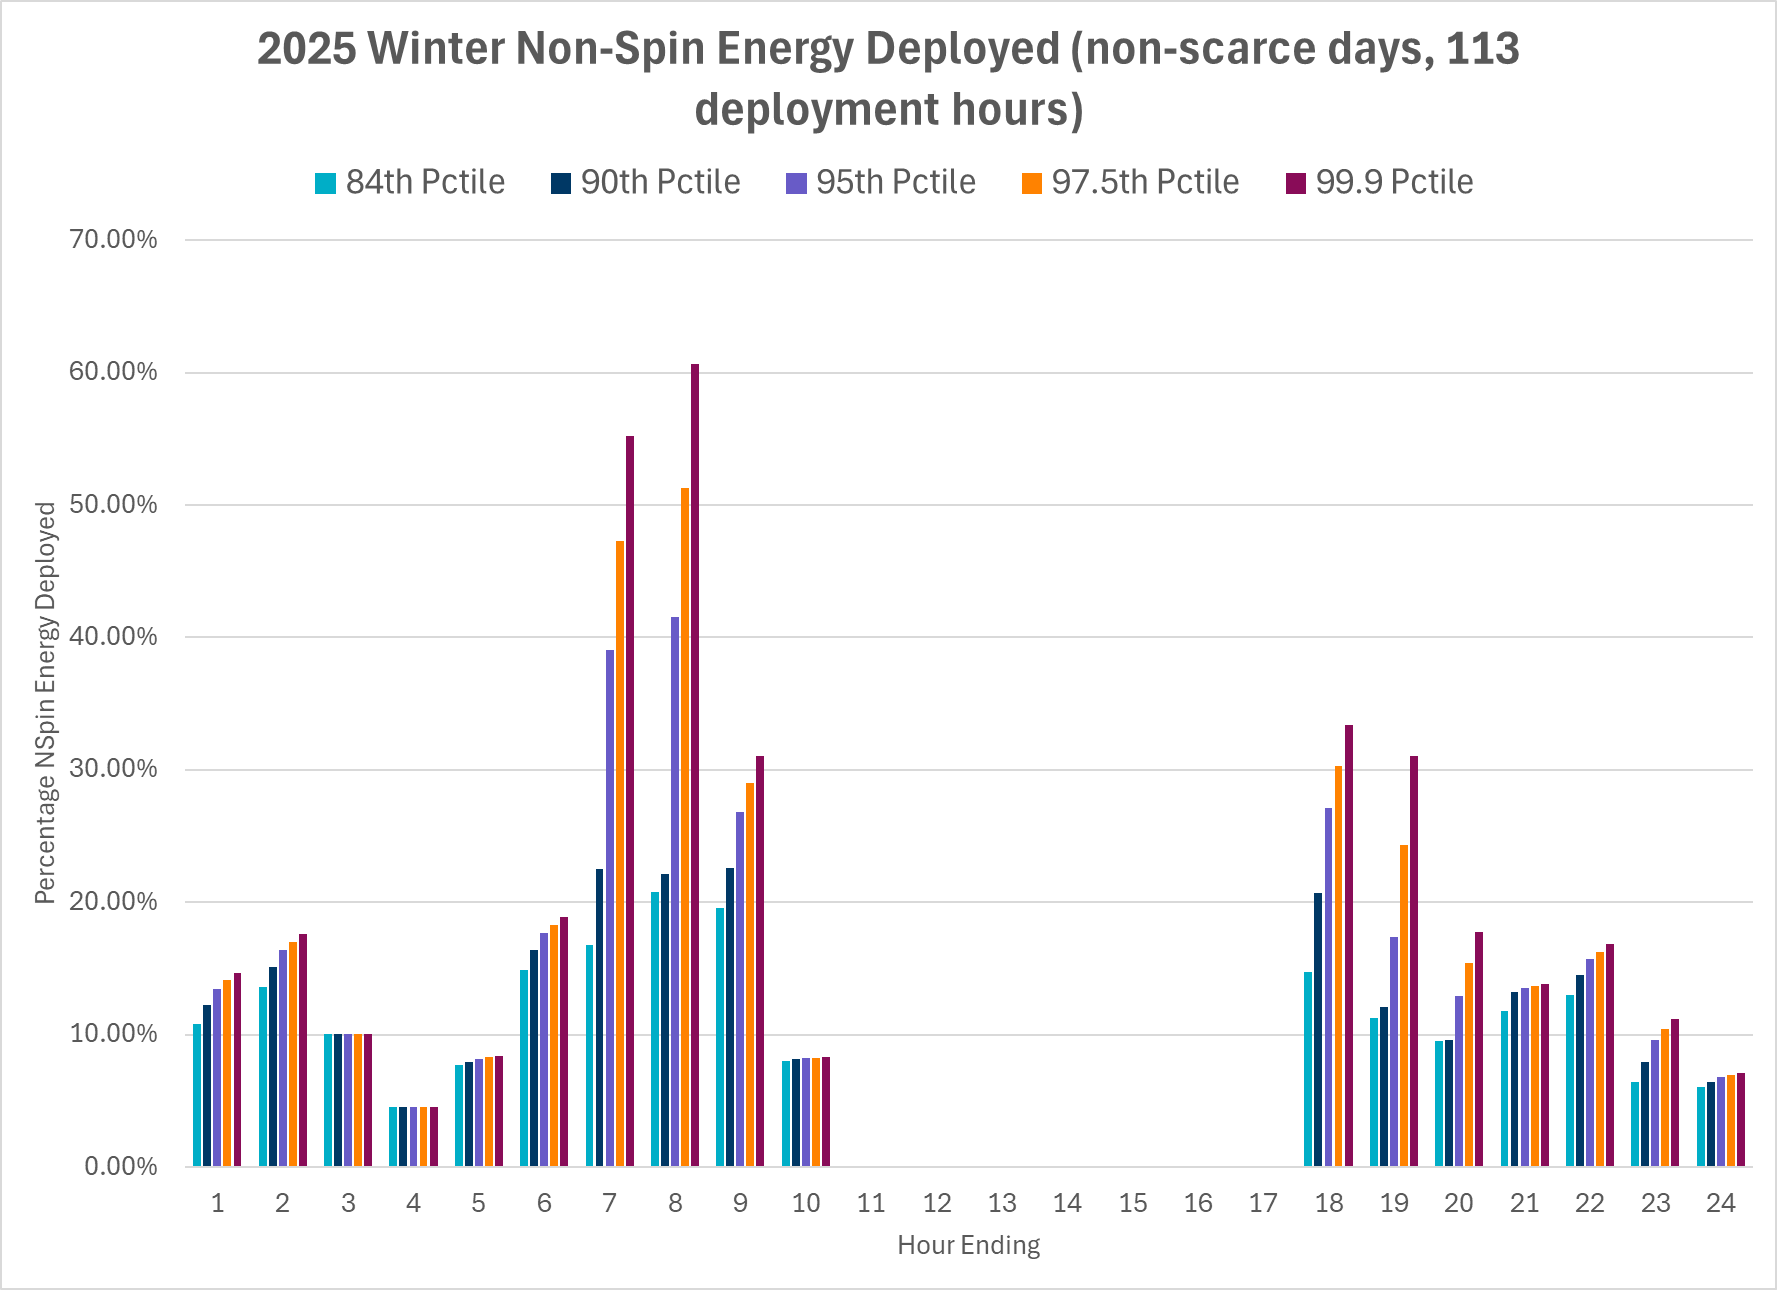 2025 Winter Non-Spin Energy Deployed (non-scarce days, 113
deployment hours)
84th Pctile 90th Pctile 95th Pctile 97.5th Pctile 99.9 Pctile
Percentage NSpin Energy Deployed
70.00%
60.00%
50.00%
40.00%
30.00%
20.00%
10.00%
0.00%
1 2 3 4 5 6 7 8 9 10 11 12 13 14 15 16 17 18 19 20 21 22 23 24
Hour Ending